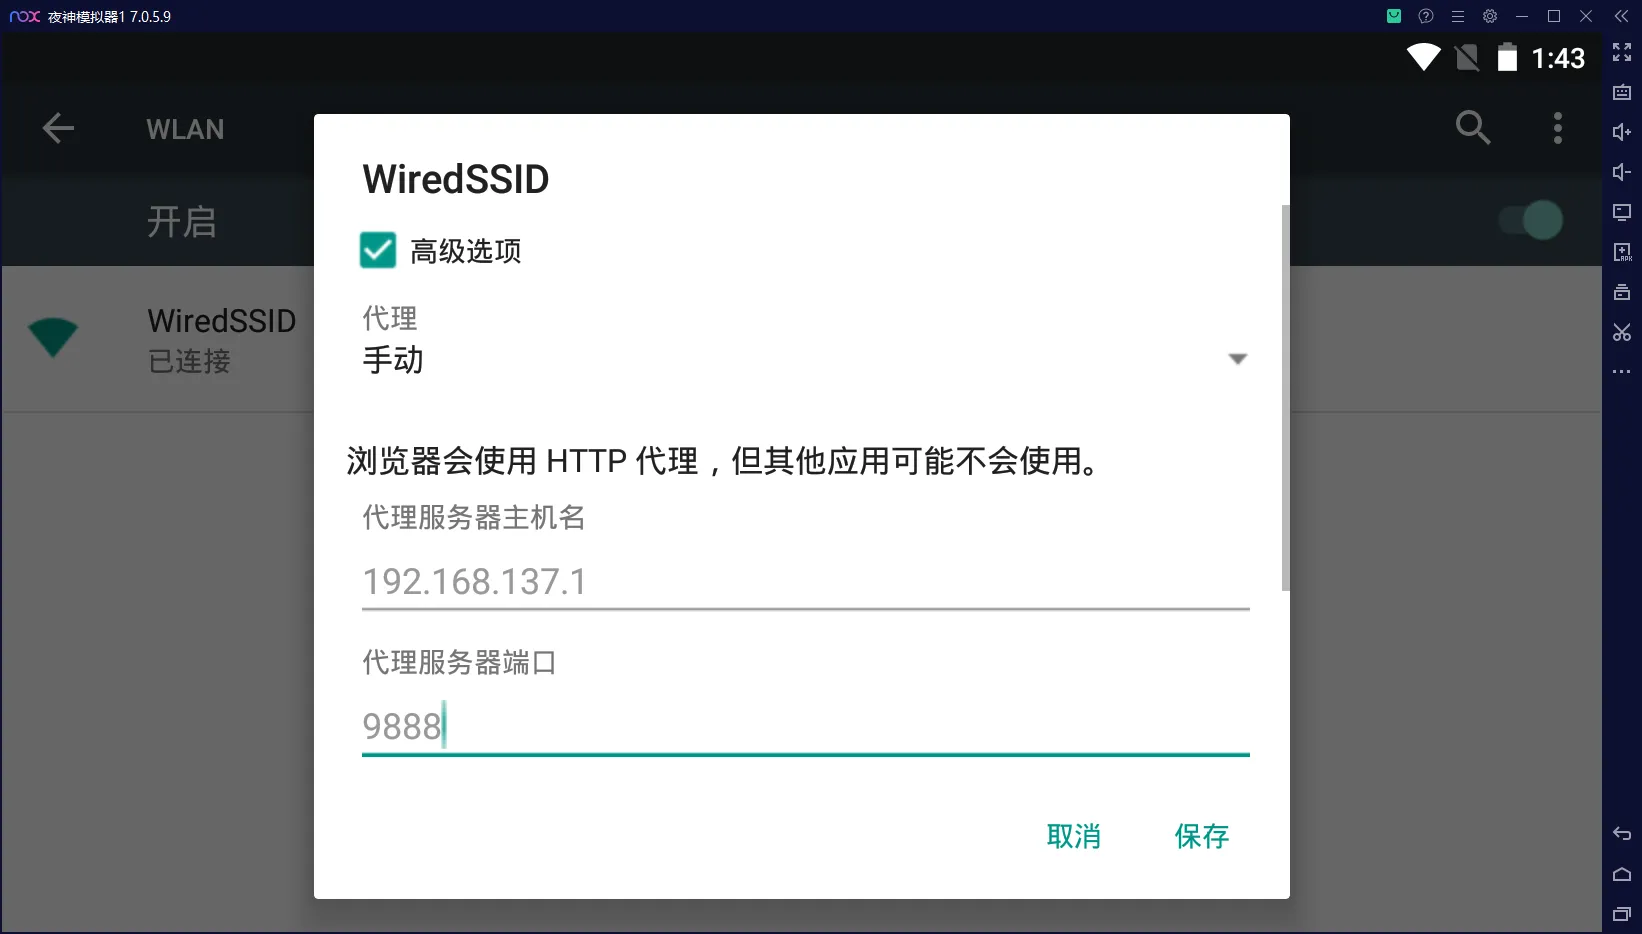 nox 夜神模拟器1 7.0.5.9
1:43
WLAN
开启
WiredSSID
已连接
WiredSSID
高级选项
代理
手动
浏览器会使用 HTTP 代理，但其他应用可能不会使用。
代理服务器主机名
192.168.137.1
代理服务器端口
9888
取消
保存